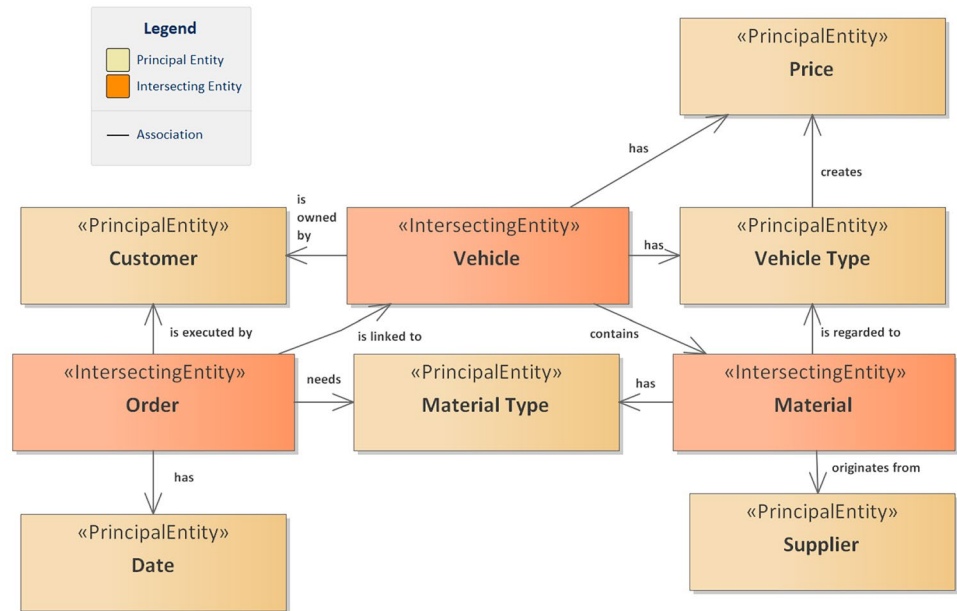 Legend
Principal Entity
Intersecting Entity
Association
«PrincipalEntity»
Price
has
creates
is
owned
by
«PrincipalEntity»
Customer
«IntersectingEntity»
Vehicle
has
«PrincipalEntity»
Vehicle Type
is executed by
is linked to
contains
is regarded to
«IntersectingEntity»
Order
needs
«PrincipalEntity»
Material Type
has
«IntersectingEntity»
Material
has
originates from
«PrincipalEntity»
Date
«PrincipalEntity»
Supplier